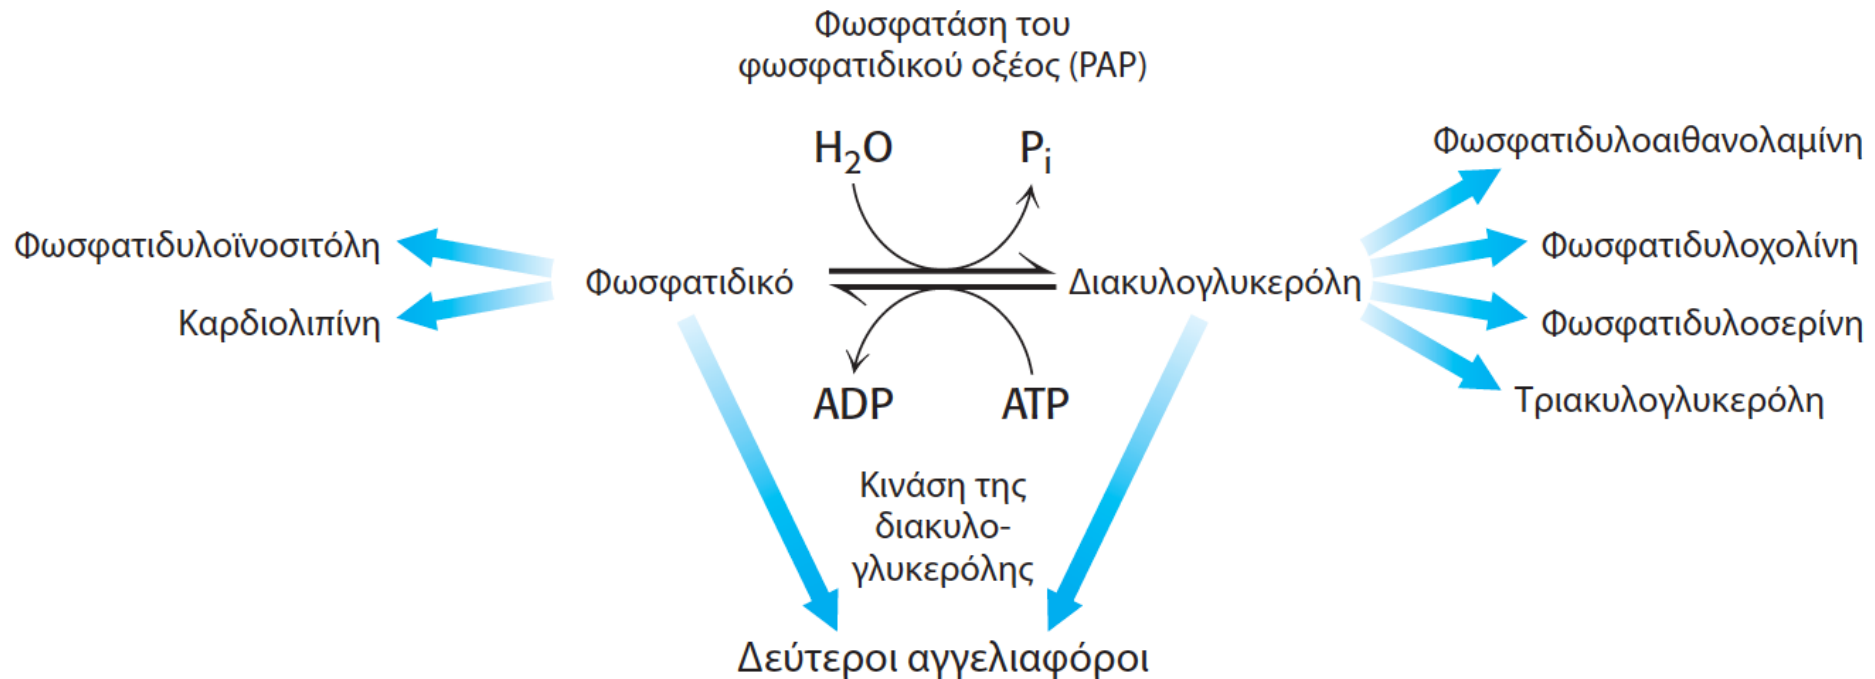 Φωσφατάση του
φωσφατιδικού οξέος (PAP)
H₂O
Pᵢ
Φωσφατιδυλοαιθανολαμίνη
Φωσφατιδυλοϊνοσιτόλη
Φωσφατιδυλοχολίνη
Φωσφατιδικό
Διακυλογλυκερόλη
Καρδιολιπίνη
Φωσφατιδυλοσερίνη
ADP
ATP
Τριακυλογλυκερόλη
Κινάση της
διακυλο-
γλυκερόλης
Δεύτεροι αγγελιαφόροι